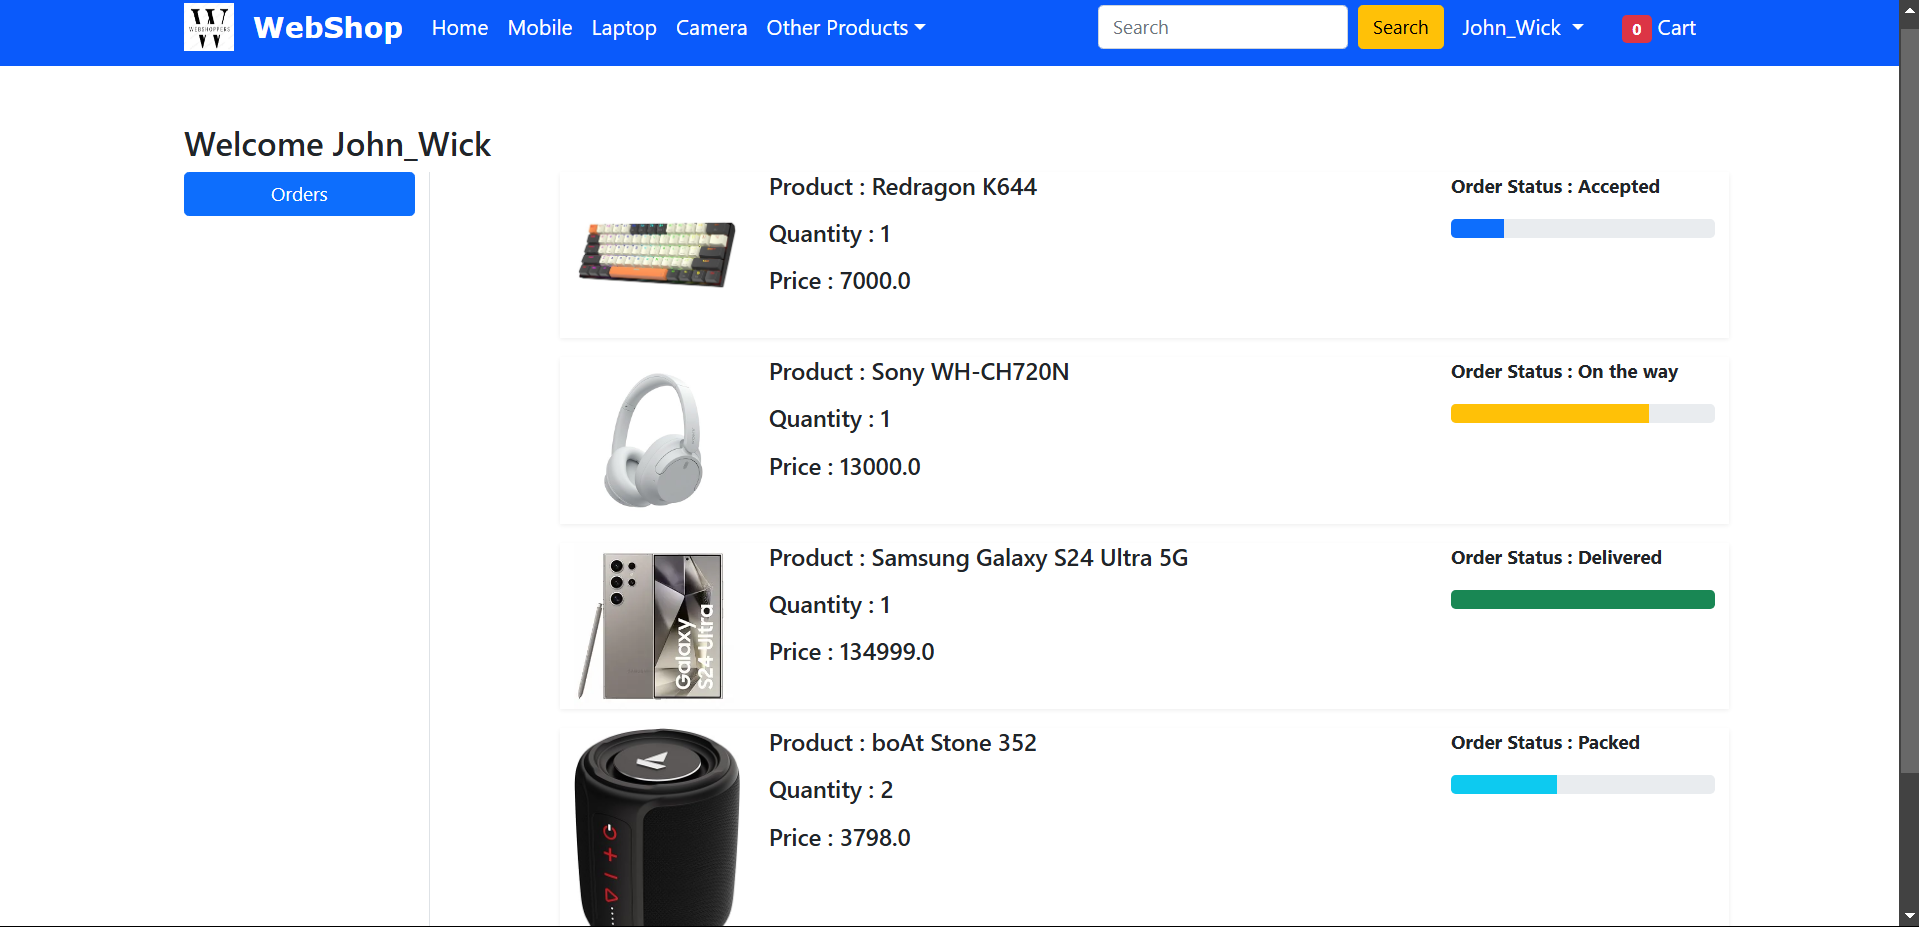 WEBSHOPPERS
WebShop
Home Mobile Laptop Camera Other Products
Search
Search
John_Wick
0 Cart
Welcome John_Wick
Orders
Product : Redragon K644
Quantity : 1
Price : 7000.0
Order Status : Accepted
Product : Sony WH-CH720N
Quantity : 1
Price : 13000.0
Order Status : On the way
Product : Samsung Galaxy S24 Ultra 5G
Quantity : 1
Price : 134999.0
Galaxy
S24 Ultra
Order Status : Delivered
Product : boAt Stone 352
Quantity : 2
Price : 3798.0
Order Status : Packed